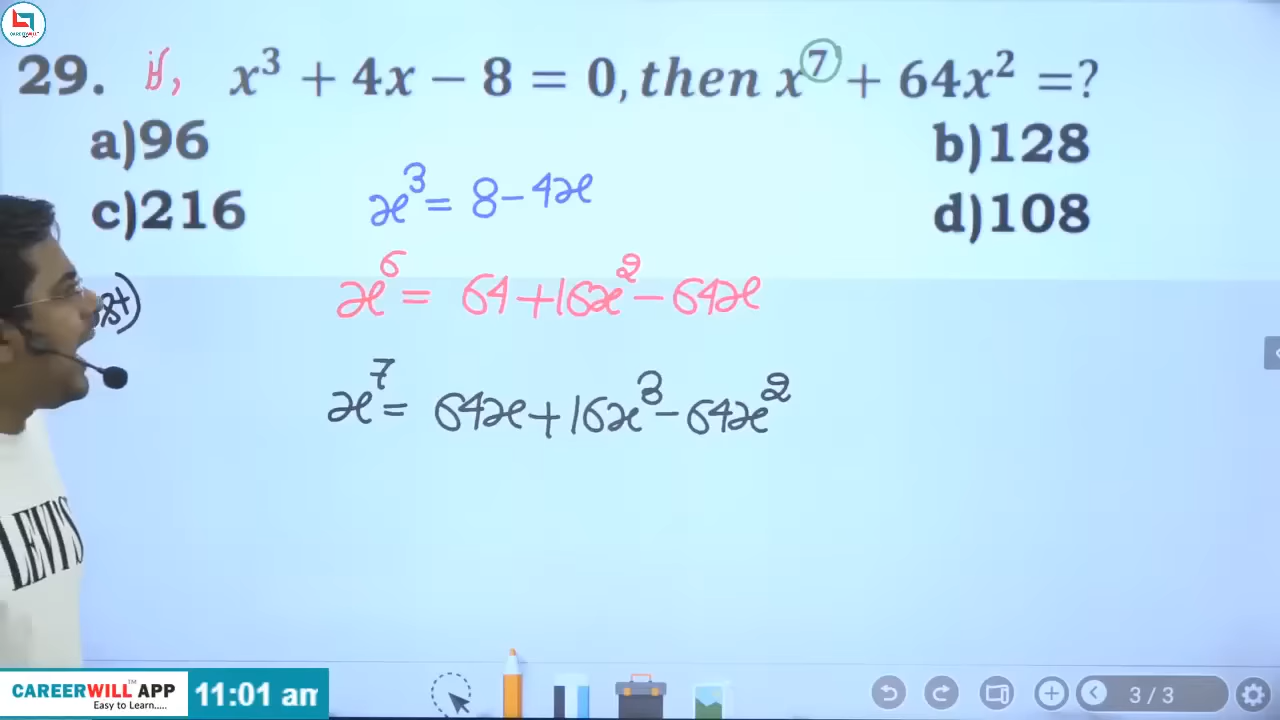 CAREERWILL
29. if, x³ + 4x − 8 = 0, then x⁷ + 64x² =?
a)96 b)128
x³ = 8 − 4x
c)216 d)108
x⁶ = 64 + 16x² − 64x
x⁷ = 64x + 16x³ − 64x²
LEVI'S
CAREERWILL™ APP
Easy to Learn.....
11:01 am
3 / 3